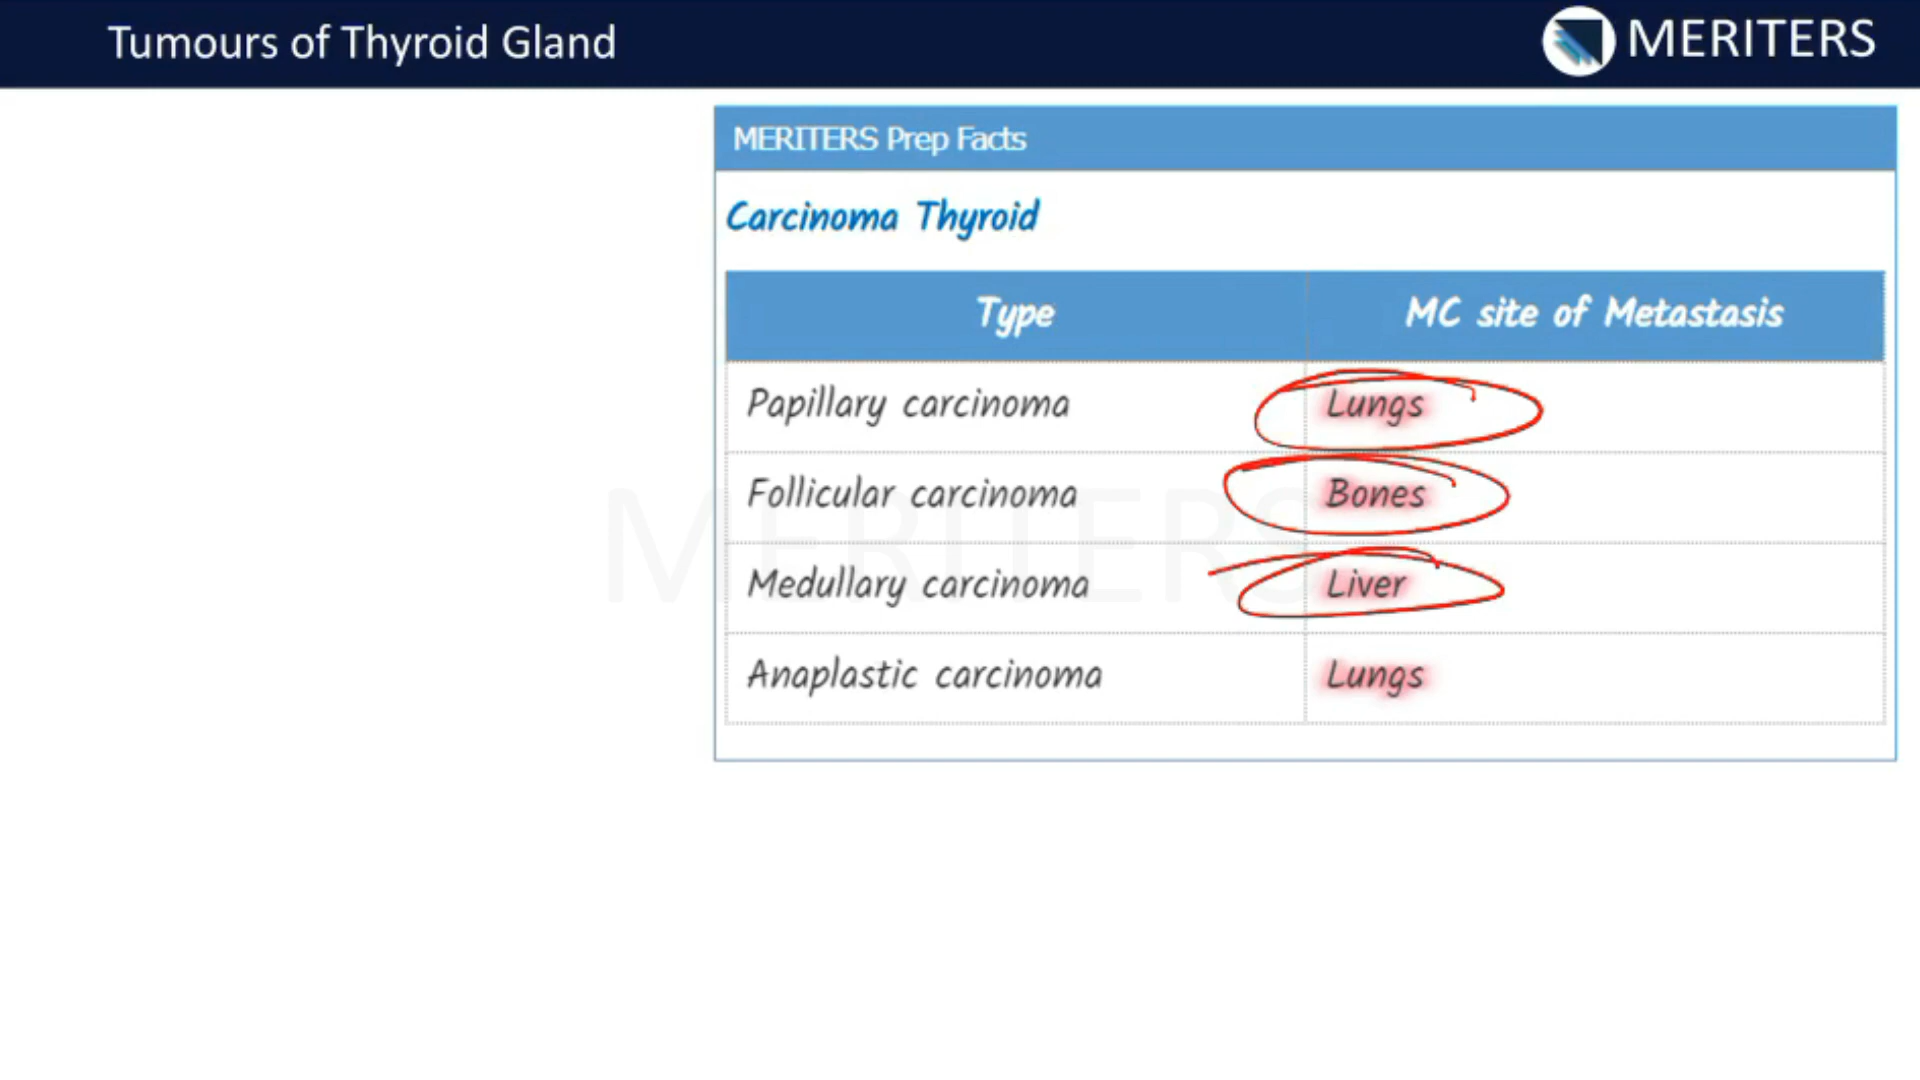 Tumours of Thyroid Gland
MERITERS
MERITERS Prep Facts
Carcinoma Thyroid
Type MC site of Metastasis
Papillary carcinoma Lungs
Follicular carcinoma Bones
Medullary carcinoma Liver
Anaplastic carcinoma Lungs
MERITERS